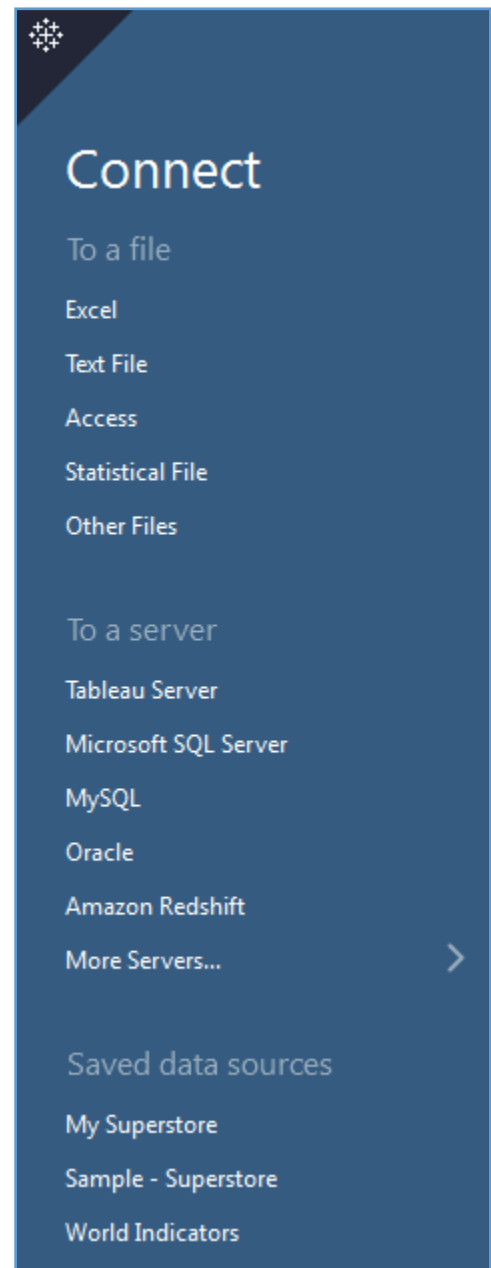 Connect
To a file
Excel
Text File
Access
Statistical File
Other Files
To a server
Tableau Server
Microsoft SQL Server
MySQL
Oracle
Amazon Redshift
More Servers...
Saved data sources
My Superstore
Sample - Superstore
World Indicators